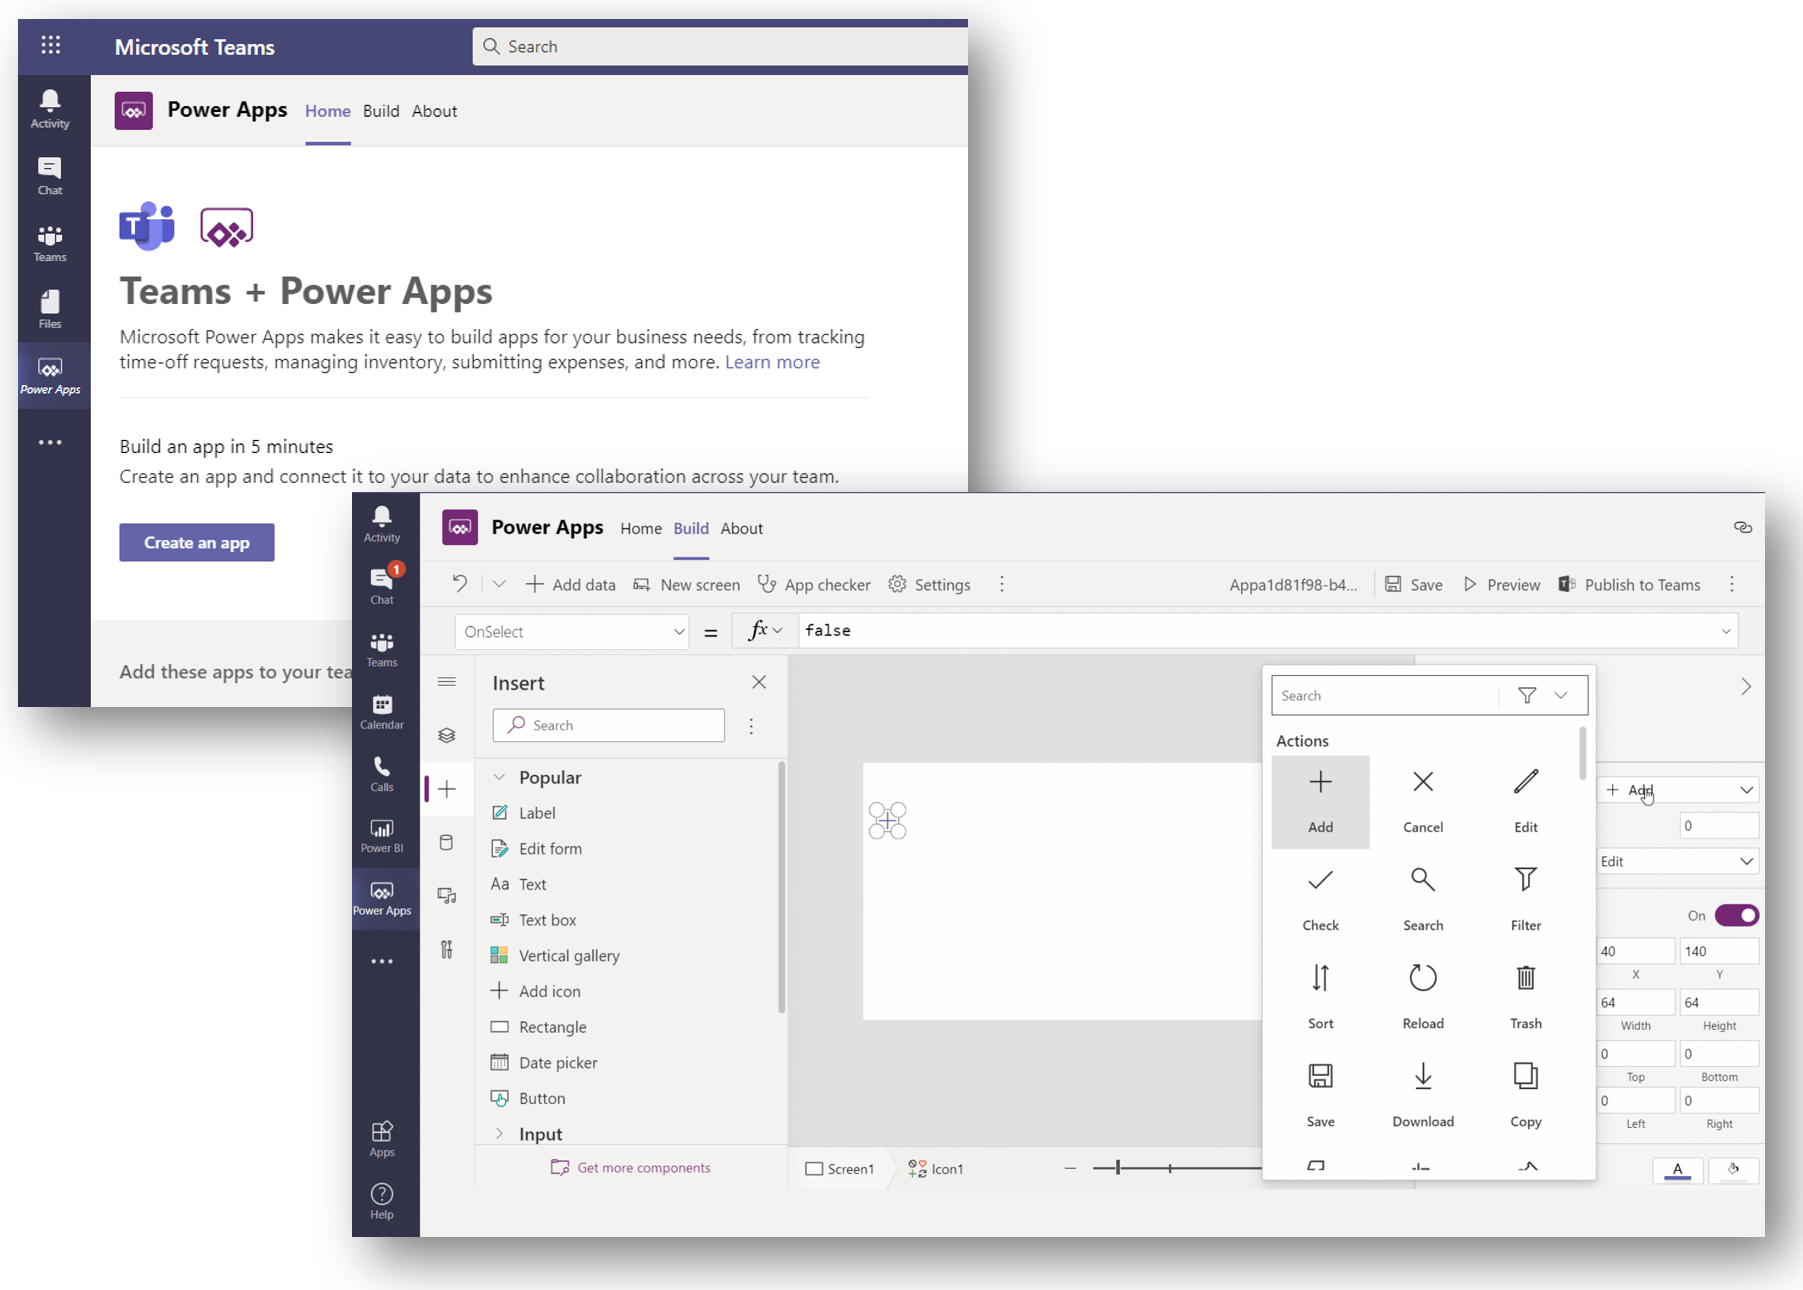 Microsoft Teams
Search
Activity
Chat
Teams
Files
Power Apps
Power Apps
Home
Build
About
T
Teams + Power Apps
Microsoft Power Apps makes it easy to build apps for your business needs, from tracking
time-off requests, managing inventory, submitting expenses, and more. Learn more
Build an app in 5 minutes
Create an app and connect it to your data to enhance collaboration across your team.
Create an app
Add these apps to your tea
Activity
1
Chat
Teams
Calendar
Calls
Power BI
Power Apps
Apps
Help
Power Apps
Home
Build
About
Add data
New screen
App checker
Settings
Appa1d81f98-b4...
Save
Preview
Publish to Teams
OnSelect
=
fx
false
Insert
Search
Popular
Label
Edit form
Aa Text
Text box
Vertical gallery
Add icon
Rectangle
Date picker
Button
Input
Get more components
Screen1
Icon1
Search
Actions
Add
Cancel
Edit
Check
Search
Filter
Sort
Reload
Trash
Save
Download
Copy
Add
0
Edit
On
40
140
X
Y
64
64
Width
Height
0
0
Top
Bottom
0
0
Left
Right
A